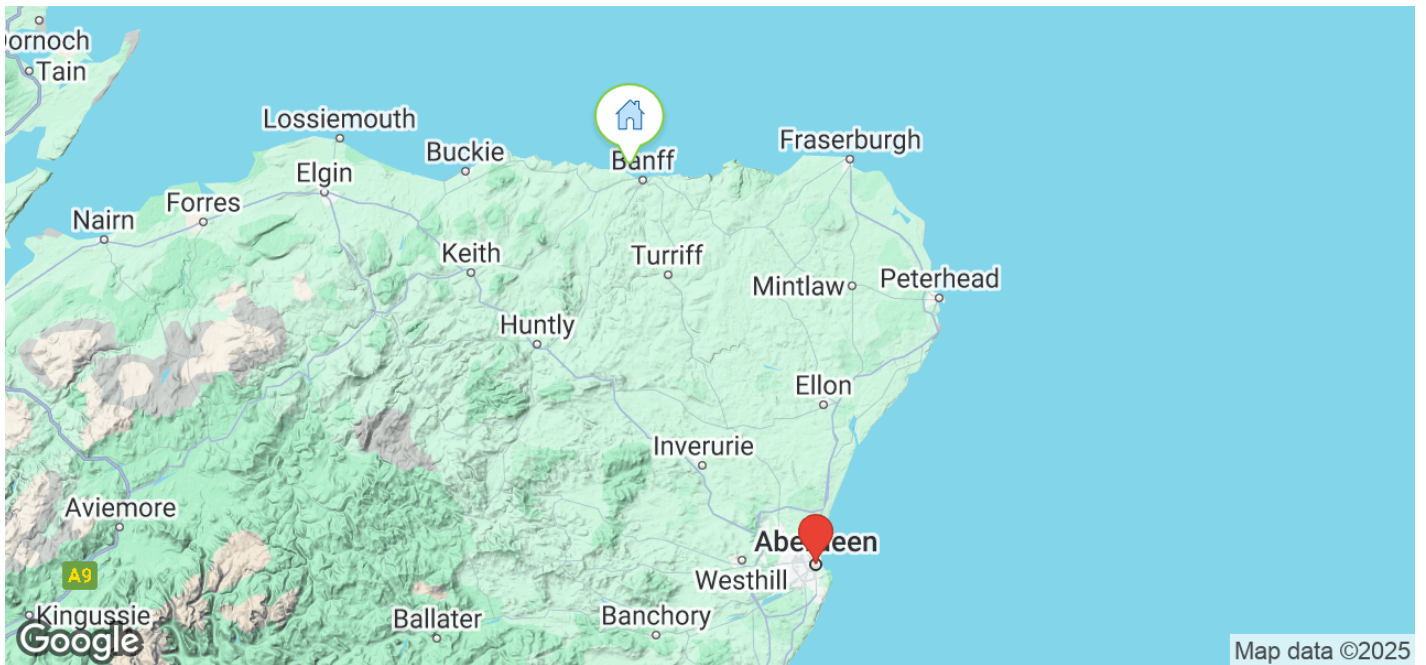 ornoch
Tain
Lossiemouth
Fraserburgh
Buckie
Banff
Elgin
Forres
Nairn
Keith
Turriff
Mintlaw
Peterhead
Huntly
Ellon
Inverurie
Aviemore
Aberdeen
A9
Westhill
Kingussie
Ballater
Banchory
Google
Map data ©2025